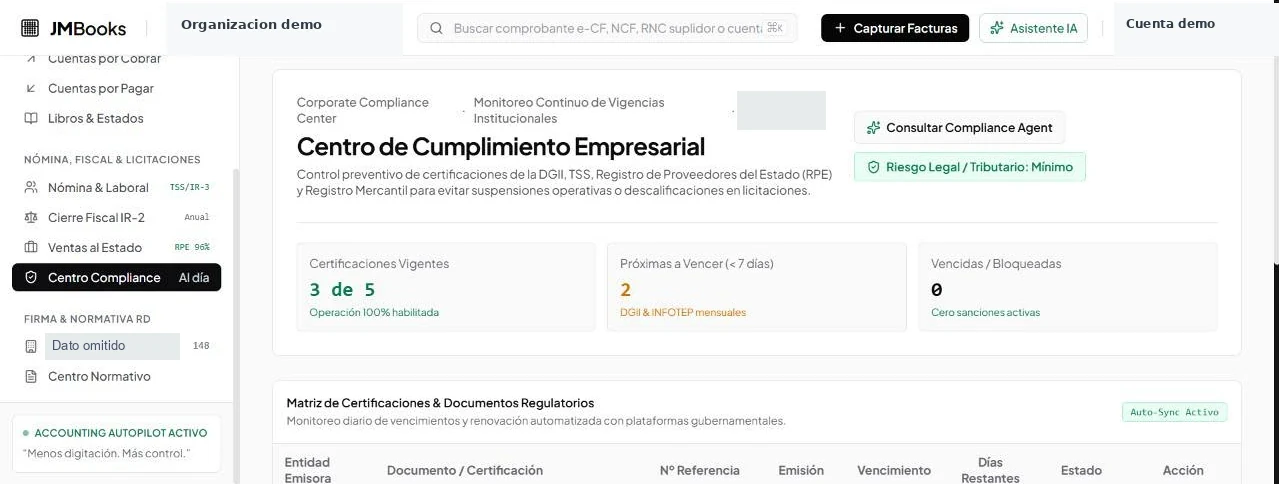 JMBooks
Organizacion demo
Buscar comprobante e-CF, NCF, RNC suplidor o cuenta
⌘K
+ Capturar Facturas
Asistente IA
Cuenta demo
Cuentas por Cobrar
Cuentas por Pagar
Libros & Estados
NÓMINA, FISCAL & LICITACIONES
Nómina & Laboral TSS/IR-3
Cierre Fiscal IR-2 Anual
Ventas al Estado RPE 96%
Centro Compliance Al día
FIRMA & NORMATIVA RD
Dato omitido 148
Centro Normativo
ACCOUNTING AUTOPILOT ACTIVO
"Menos digitación. Más control."
Corporate Compliance
Center
·
Monitoreo Continuo de Vigencias
Institucionales
·
Centro de Cumplimiento Empresarial
Control preventivo de certificaciones de la DGII, TSS, Registro de Proveedores del Estado (RPE)
y Registro Mercantil para evitar suspensiones operativas o descalificaciones en licitaciones.
Consultar Compliance Agent
Riesgo Legal / Tributario: Mínimo
Certificaciones Vigentes
3 de 5
Operación 100% habilitada
Próximas a Vencer (< 7 días)
2
DGII & INFOTEP mensuales
Vencidas / Bloqueadas
0
Cero sanciones activas
Matriz de Certificaciones & Documentos Regulatorios
Monitoreo diario de vencimientos y renovación automatizada con plataformas gubernamentales.
Auto-Sync Activo
Entidad
Emisora
Documento / Certificación
Nº Referencia
Emisión
Vencimiento
Días
Restantes
Estado
Acción